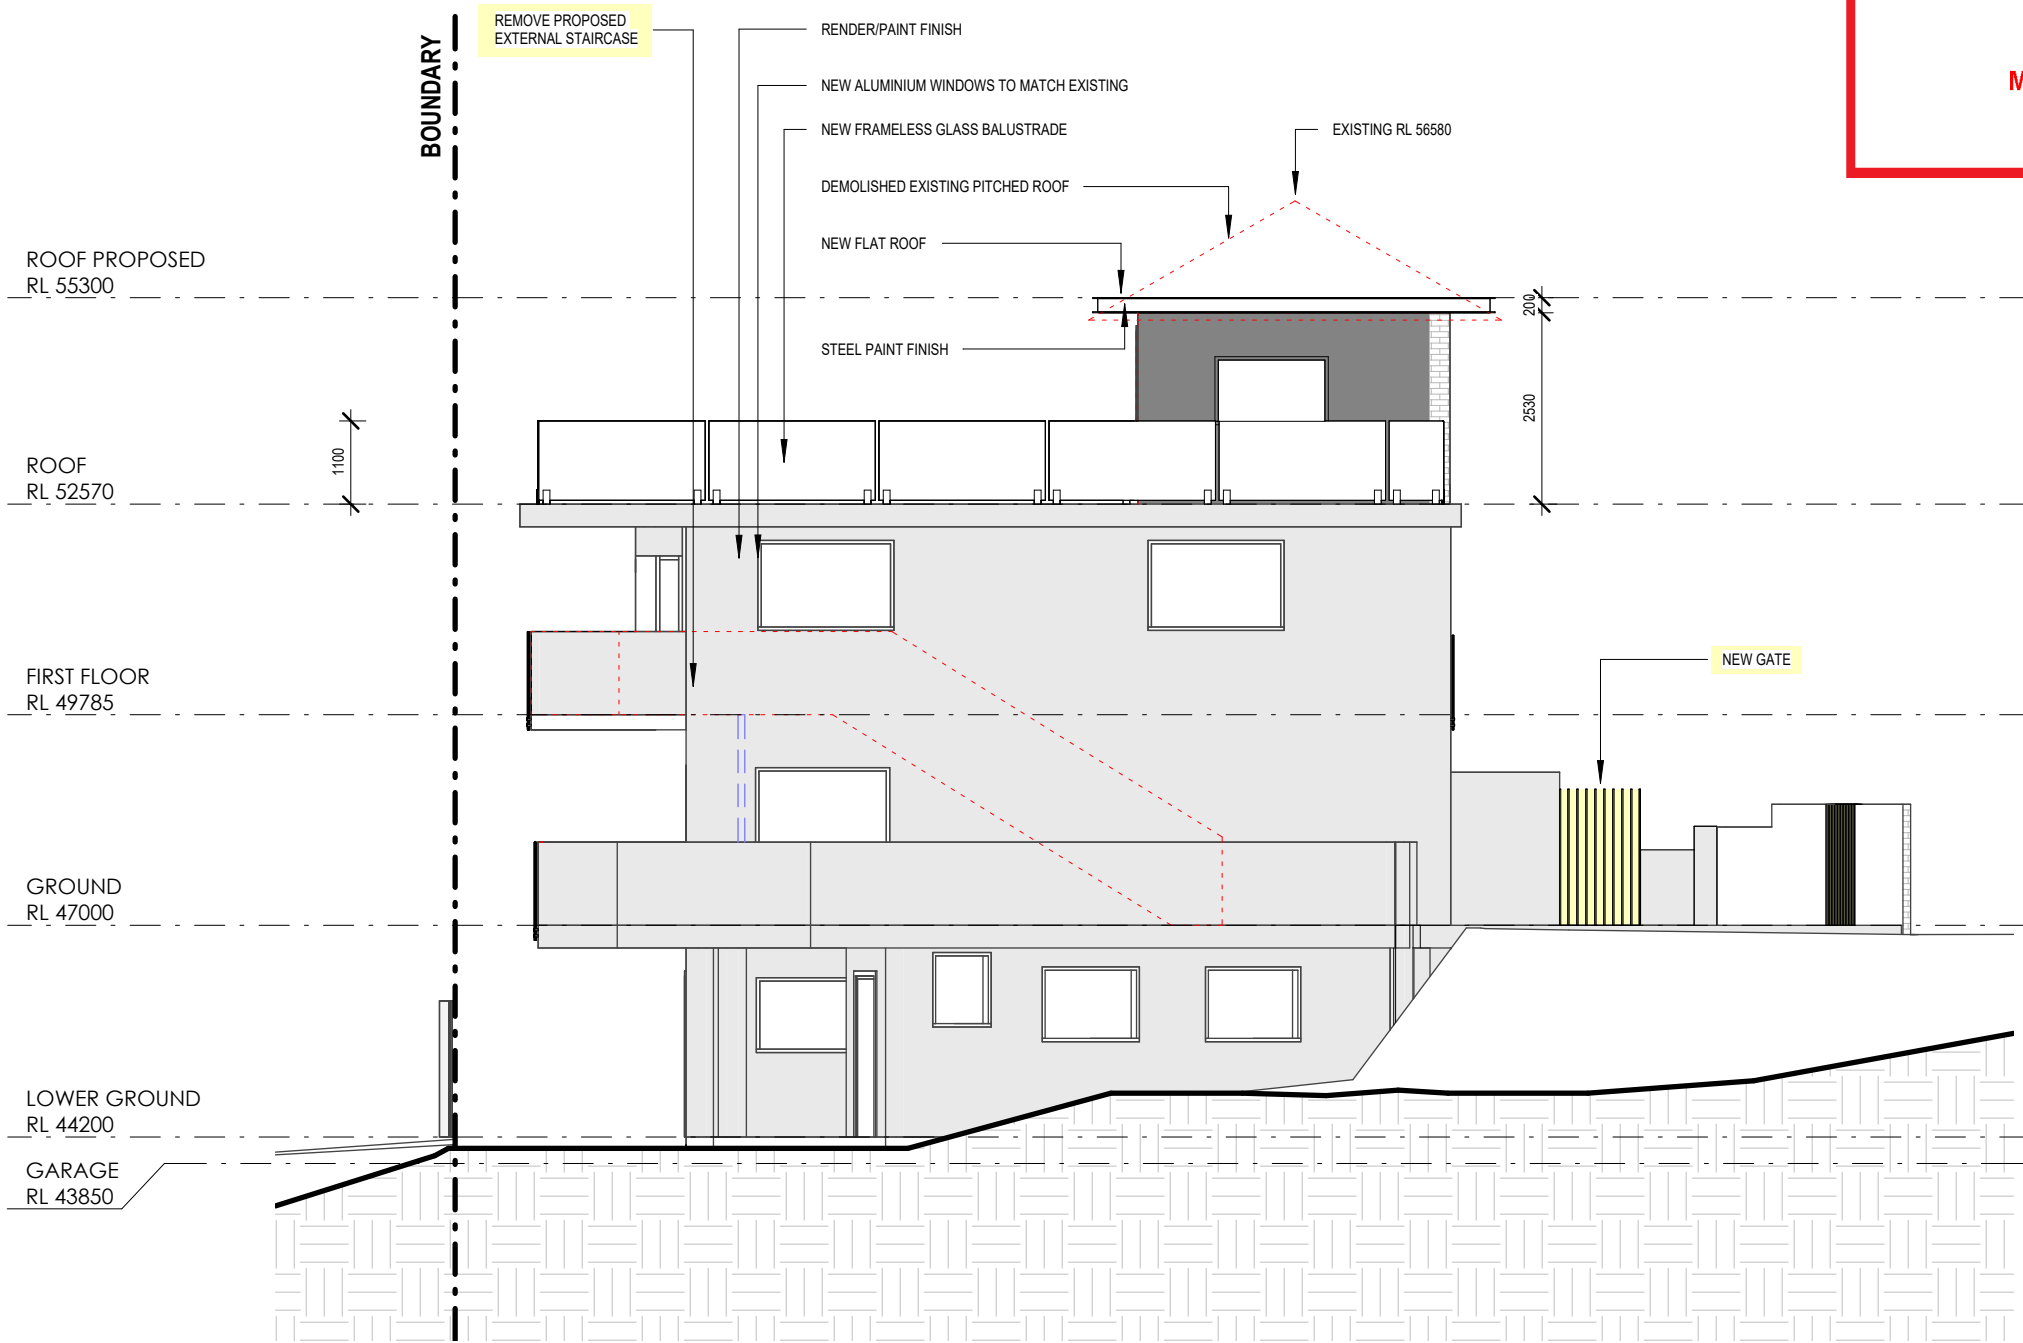 REMOVE PROPOSED
EXTERNAL STAIRCASE
BOUNDARY
RENDER/PAINT FINISH
NEW ALUMINIUM WINDOWS TO MATCH EXISTING
NEW FRAMELESS GLASS BALUSTRADE
EXISTING RL 56580
DEMOLISHED EXISTING PITCHED ROOF
NEW FLAT ROOF
STEEL PAINT FINISH
M
ROOF PROPOSED
RL 55300
200
2530
1100
ROOF
RL 52570
FIRST FLOOR
RL 49785
NEW GATE
GROUND
RL 47000
LOWER GROUND
RL 44200
GARAGE
RL 43850